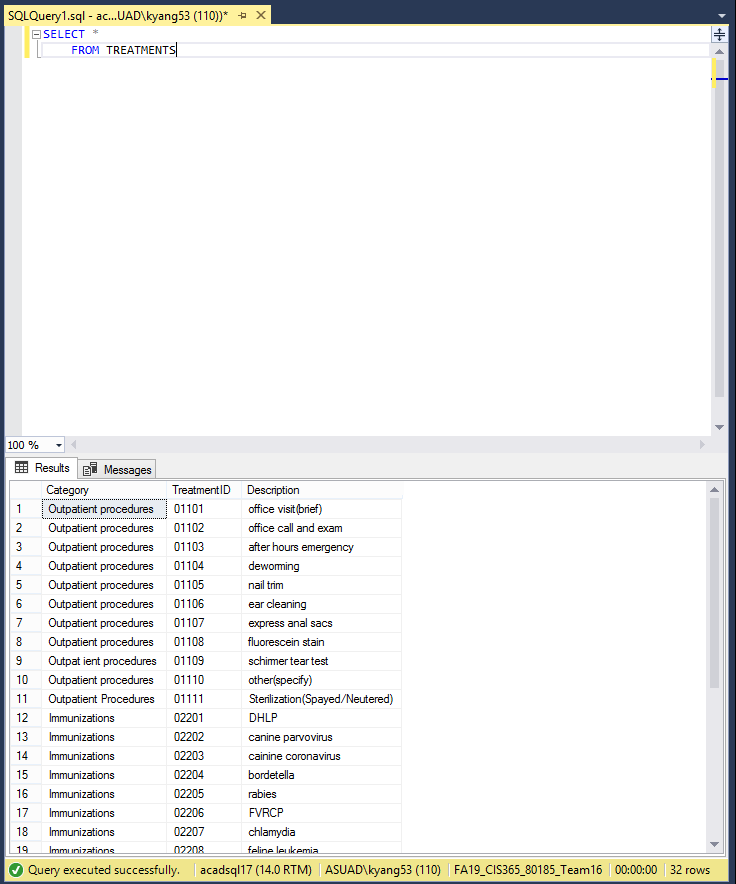 SQLQuery1.sql - ac...UAD\kyang53 (110))*
SELECT *
FROM TREATMENTS
100 %
Results Messages
Category TreatmentID Description
1 Outpatient procedures 01101 office visit(brief)
2 Outpatient procedures 01102 office call and exam
3 Outpatient procedures 01103 after hours emergency
4 Outpatient procedures 01104 deworming
5 Outpatient procedures 01105 nail trim
6 Outpatient procedures 01106 ear cleaning
7 Outpatient procedures 01107 express anal sacs
8 Outpatient procedures 01108 fluorescein stain
9 Outpat ient procedures 01109 schirmer tear test
10 Outpatient procedures 01110 other(specify)
11 Outpatient Procedures 01111 Sterilization(Spayed/Neutered)
12 Immunizations 02201 DHLP
13 Immunizations 02202 canine parvovirus
14 Immunizations 02203 cainine coronavirus
15 Immunizations 02204 bordetella
16 Immunizations 02205 rabies
17 Immunizations 02206 FVRCP
18 Immunizations 02207 chlamydia
19 Immunizations 02208 feline leukemia
Query executed successfully. acadsql17 (14.0 RTM) ASUAD\kyang53 (110) FA19_CIS365_80185_Team16 00:00:00 32 rows